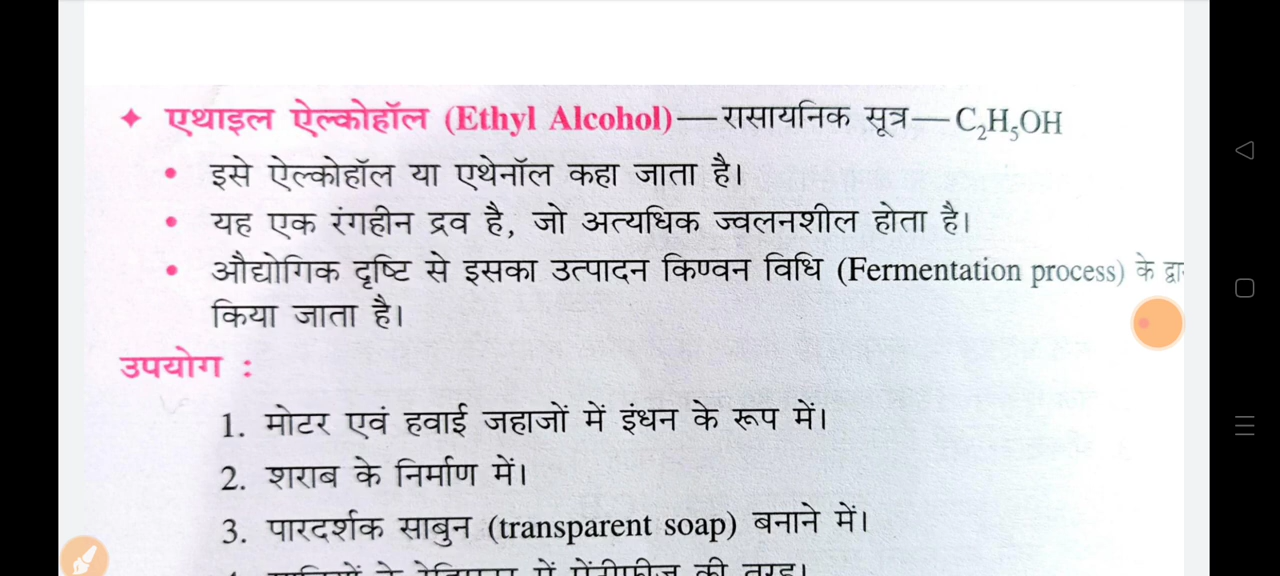 ✦ एथाइल ऐल्कोहॉल (Ethyl Alcohol)—रासायनिक सूत्र—C₂H₅OH
• इसे ऐल्कोहॉल या एथेनॉल कहा जाता है।
• यह एक रंगहीन द्रव है, जो अत्यधिक ज्वलनशील होता है।
• औद्योगिक दृष्टि से इसका उत्पादन किण्वन विधि (Fermentation process) के
किया जाता है।
उपयोग :
1. मोटर एवं हवाई जहाजों में इंधन के रूप में।
2. शराब के निर्माण में।
3. पारदर्शक साबुन (transparent soap) बनाने में।
में की तरह।